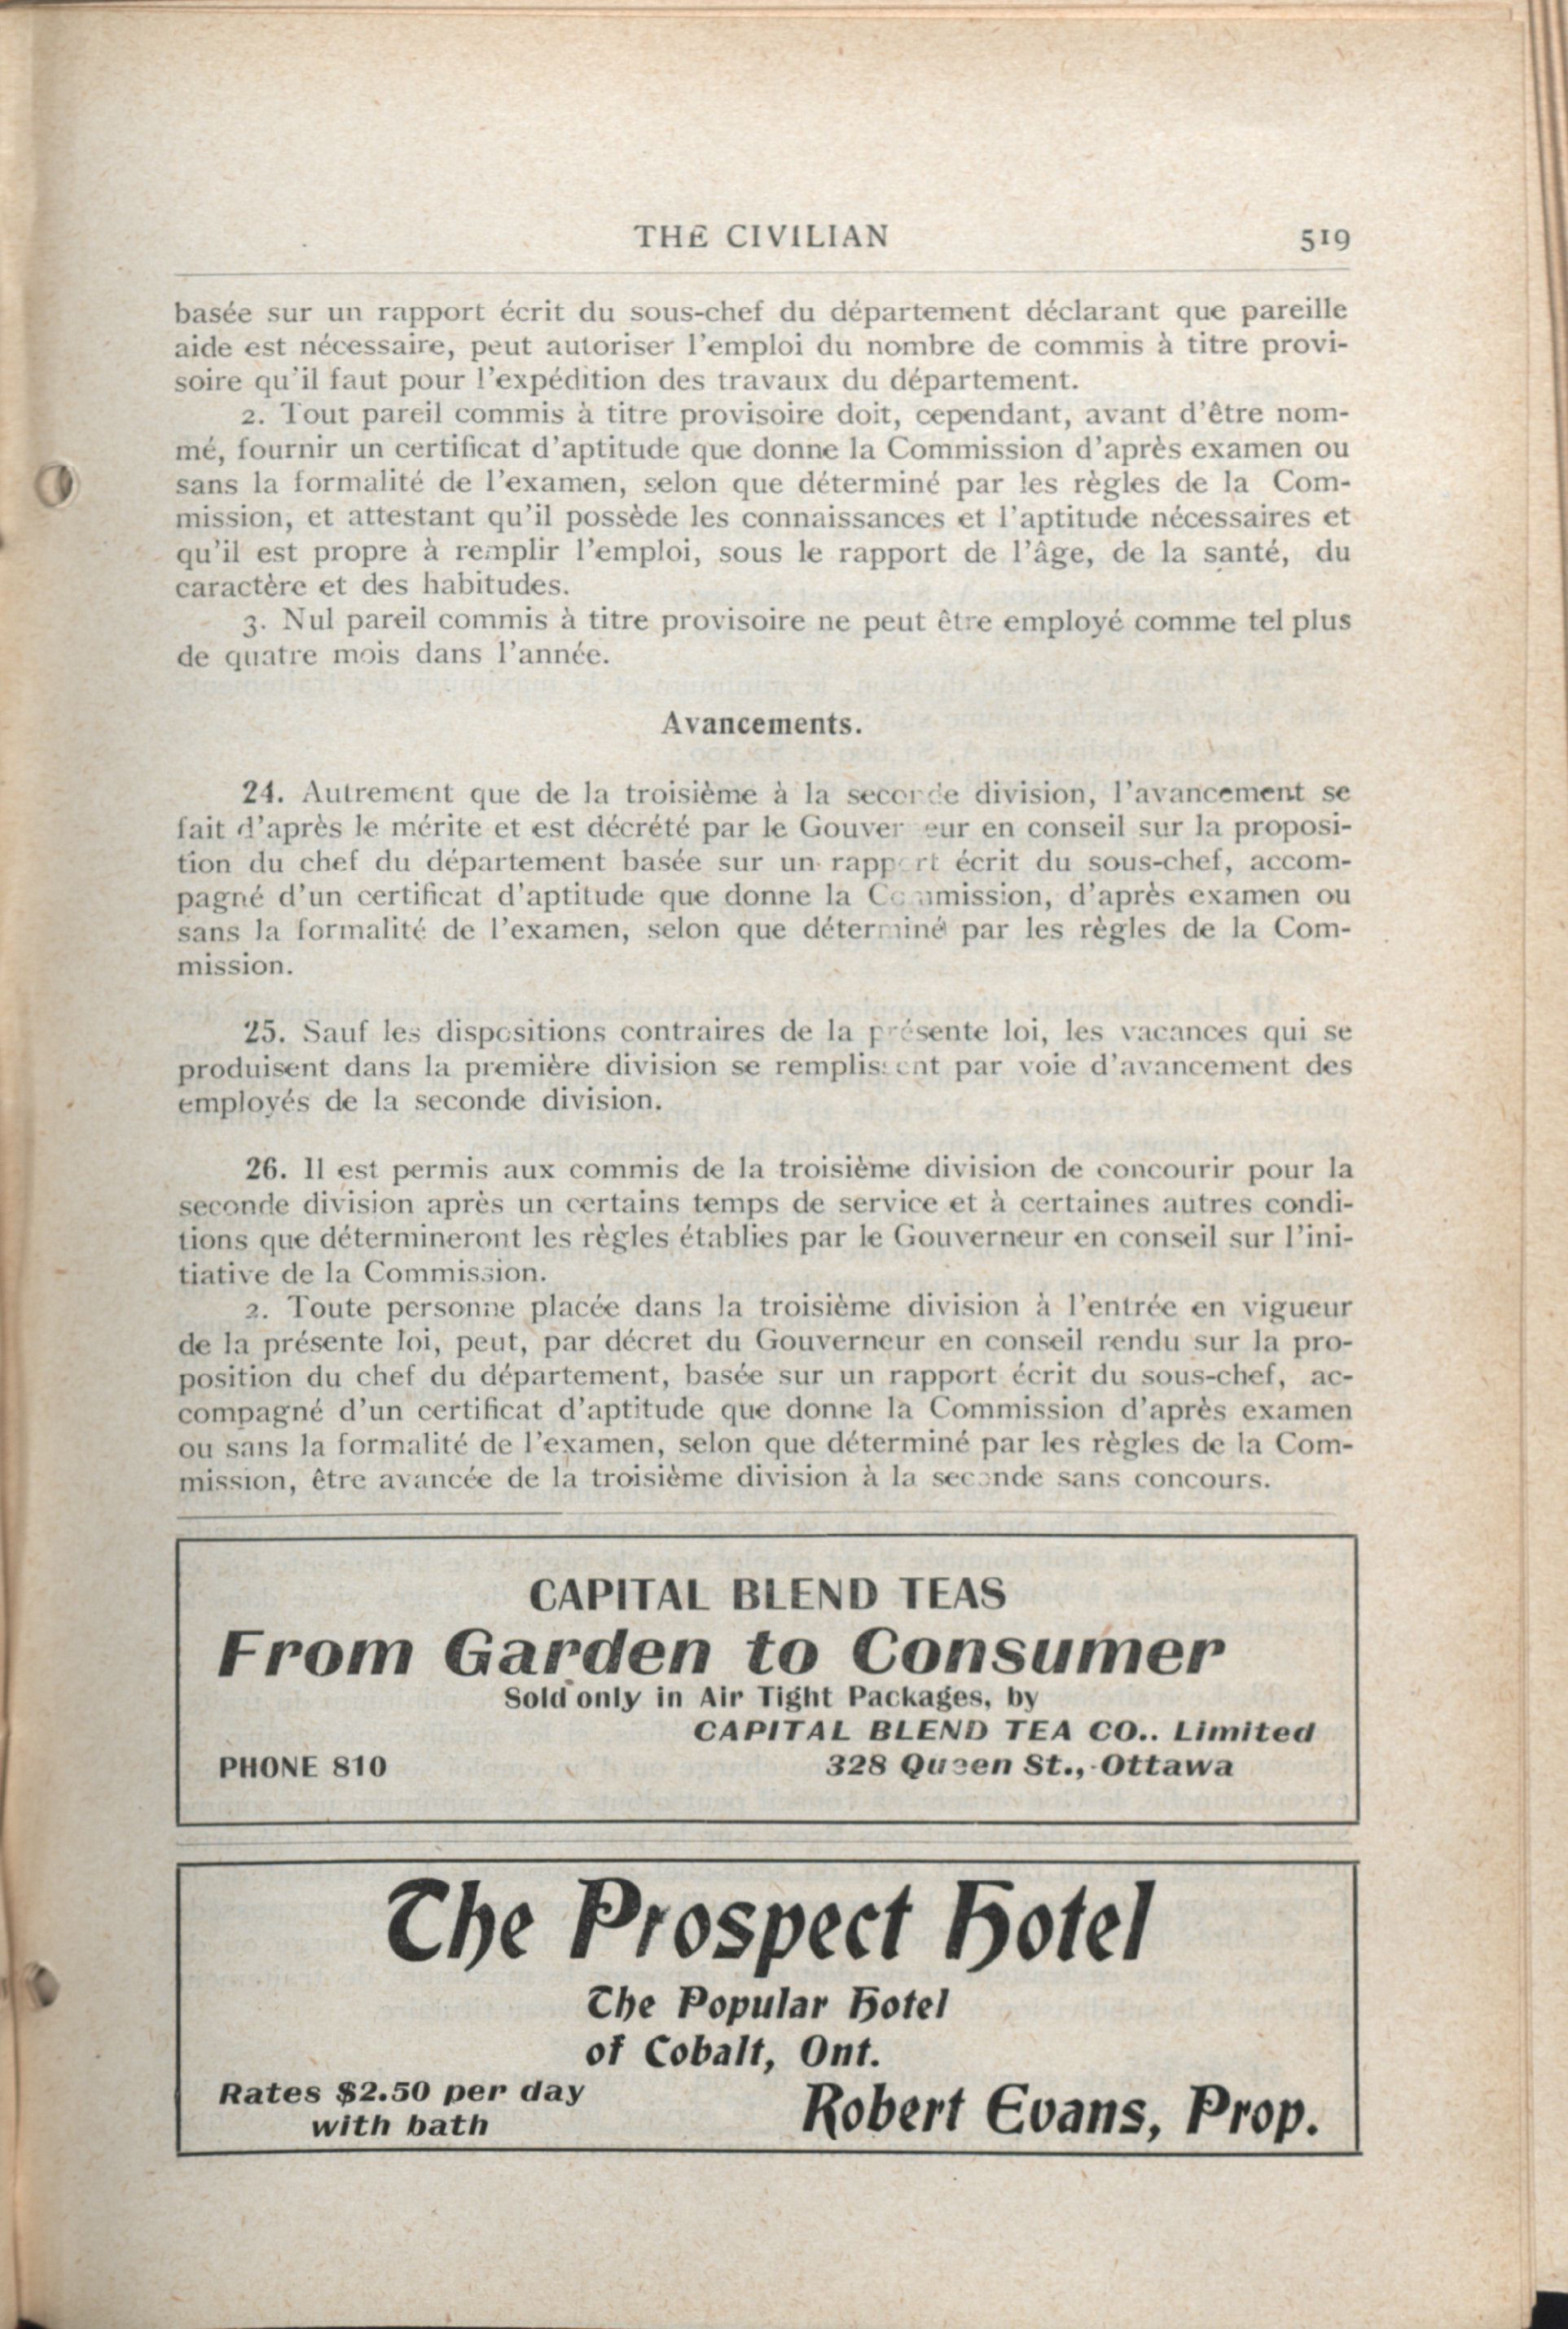 THE CIVILIAN 519
basée sur un rapport écrit du sous-chef du département déclarant que pareille
aide est nécessaire, peut autoriser l'emploi du nombre de commis à titre provi-
soire qu'il faut pour l'expédition des travaux du département.
2. Tout pareil commis à titre provisoire doit, cependant, avant d'être nom-
mé, fournir un certificat d'aptitude que donne la Commission d'après examen ou
sans la formalité de l'examen, selon que déterminé par les règles de la Com-
mission, et attestant qu'il possède les connaissances et l'aptitude nécessaires et
qu'il est propre à remplir l'emploi, sous le rapport de l'âge, de la santé, du
caractère et des habitudes.
3. Nul pareil commis à titre provisoire ne peut être employé comme tel plus
de quatre mois dans l'année.
Avancements.
24. Autrement que de la troisième à la seconde division, l'avancement se
fait d'après le mérite et est décrété par le Gouverneur en conseil sur la proposi-
tion du chef du département basée sur un rapport écrit du sous-chef, accom-
pagné d'un certificat d'aptitude que donne la Commission, d'après examen ou
sans la formalité de l'examen, selon que déterminé par les règles de la Com-
mission.
25. Sauf les dispositions contraires de la présente loi, les vacances qui se
produisent dans la première division se remplissent par voie d'avancement des
employés de la seconde division.
26. Il est permis aux commis de la troisième division de concourir pour la
seconde division après un certains temps de service et à certaines autres condi-
tions que détermineront les règles établies par le Gouverneur en conseil sur l'ini-
tiative de la Commission.
2. Toute personne placée dans la troisième division à l'entrée en vigueur
de la présente loi, peut, par décret du Gouverneur en conseil rendu sur la pro-
position du chef du département, basée sur un rapport écrit du sous-chef, ac-
compagné d'un certificat d'aptitude que donne la Commission d'après examen
ou sans la formalité de l'examen, selon que déterminé par les règles de la Com-
mission, être avancée de la troisième division à la seconde sans concours.
CAPITAL BLEND TEAS
From Garden to Consumer
Sold only in Air Tight Packages, by
CAPITAL BLEND TEA CO.. Limited
PHONE 810 328 Queen St., Ottawa
The Prospect Hotel
The Popular Hotel
of Cobalt, Ont.
Rates $2.50 per day
with bath
Robert Evans, Prop.